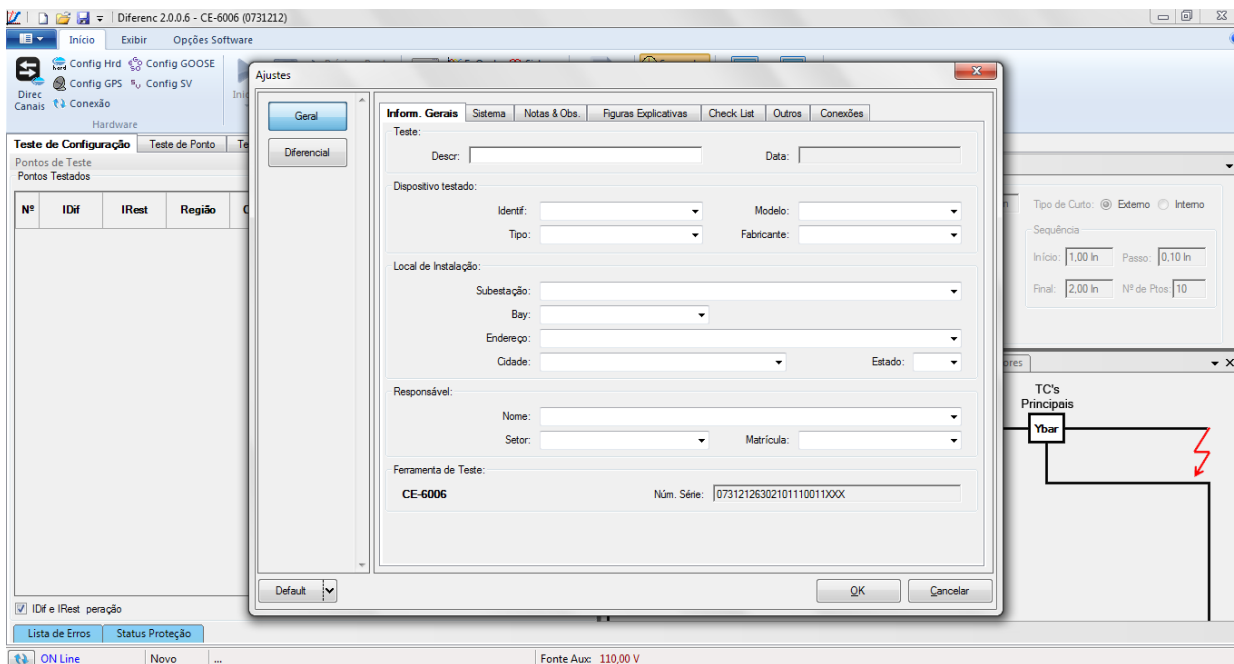 Diferenc 2.0.0.6 - CE-6006 (0731212)
Início Exibir Opções Software
Direc Canais
Config Hrd Config GOOSE
Config GPS Config SV
Conexão
Hardware
Teste de Configuração Teste de Ponto
Pontos de Teste
Pontos Testados
Nº IDif IRest Região
Ajustes
Geral
Diferencial
Inform. Gerais Sistema Notas & Obs. Figuras Explicativas Check List Outros Conexões
Teste:
Descr: Data:
Dispositivo testado:
Identif: Modelo:
Tipo: Fabricante:
Local de Instalação:
Subestação:
Bay:
Endereço:
Cidade: Estado:
Responsável:
Nome:
Setor: Matrícula:
Ferramenta de Teste:
CE-6006 Núm. Série: 07312126302101110011XXX
Default OK Cancelar
Tipo de Curto: Externo Interno
Sequência
Início: 1,00 In Passo: 0,10 In
Final: 2,00 In Nº de Ptos: 10
TC's
Principais
Ybar
IDif e IRest peração
Lista de Erros Status Proteção
ON Line Novo ... Fonte Aux: 110,00 V